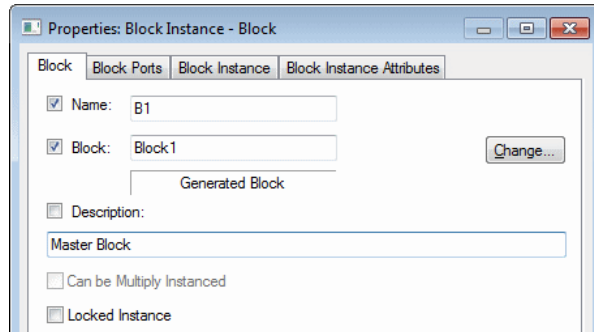 Properties: Block Instance - Block
Block Block Ports Block Instance Block Instance Attributes
Name: B1
Block: Block1 Change...
Generated Block
Description:
Master Block
Can be Multiply Instanced
Locked Instance